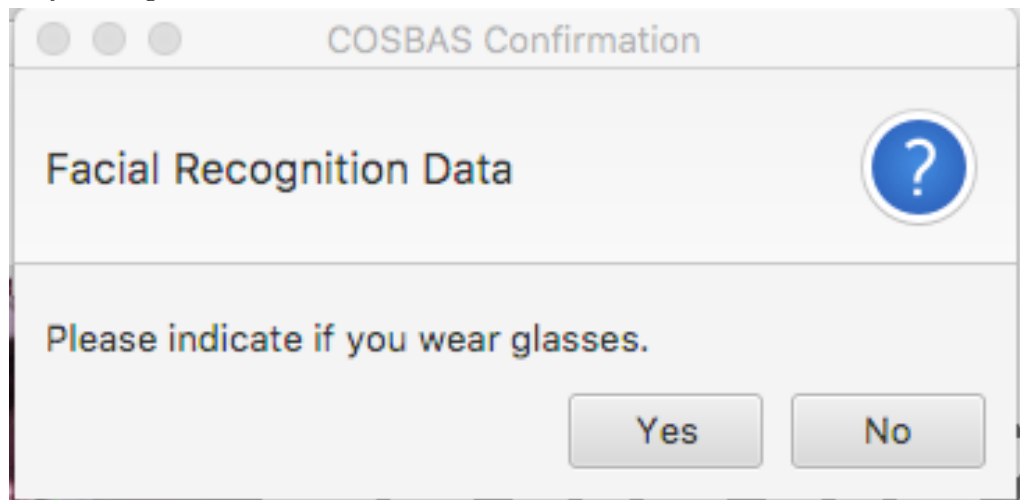 COSBAS Confirmation
Facial Recognition Data
?
Please indicate if you wear glasses.
Yes No